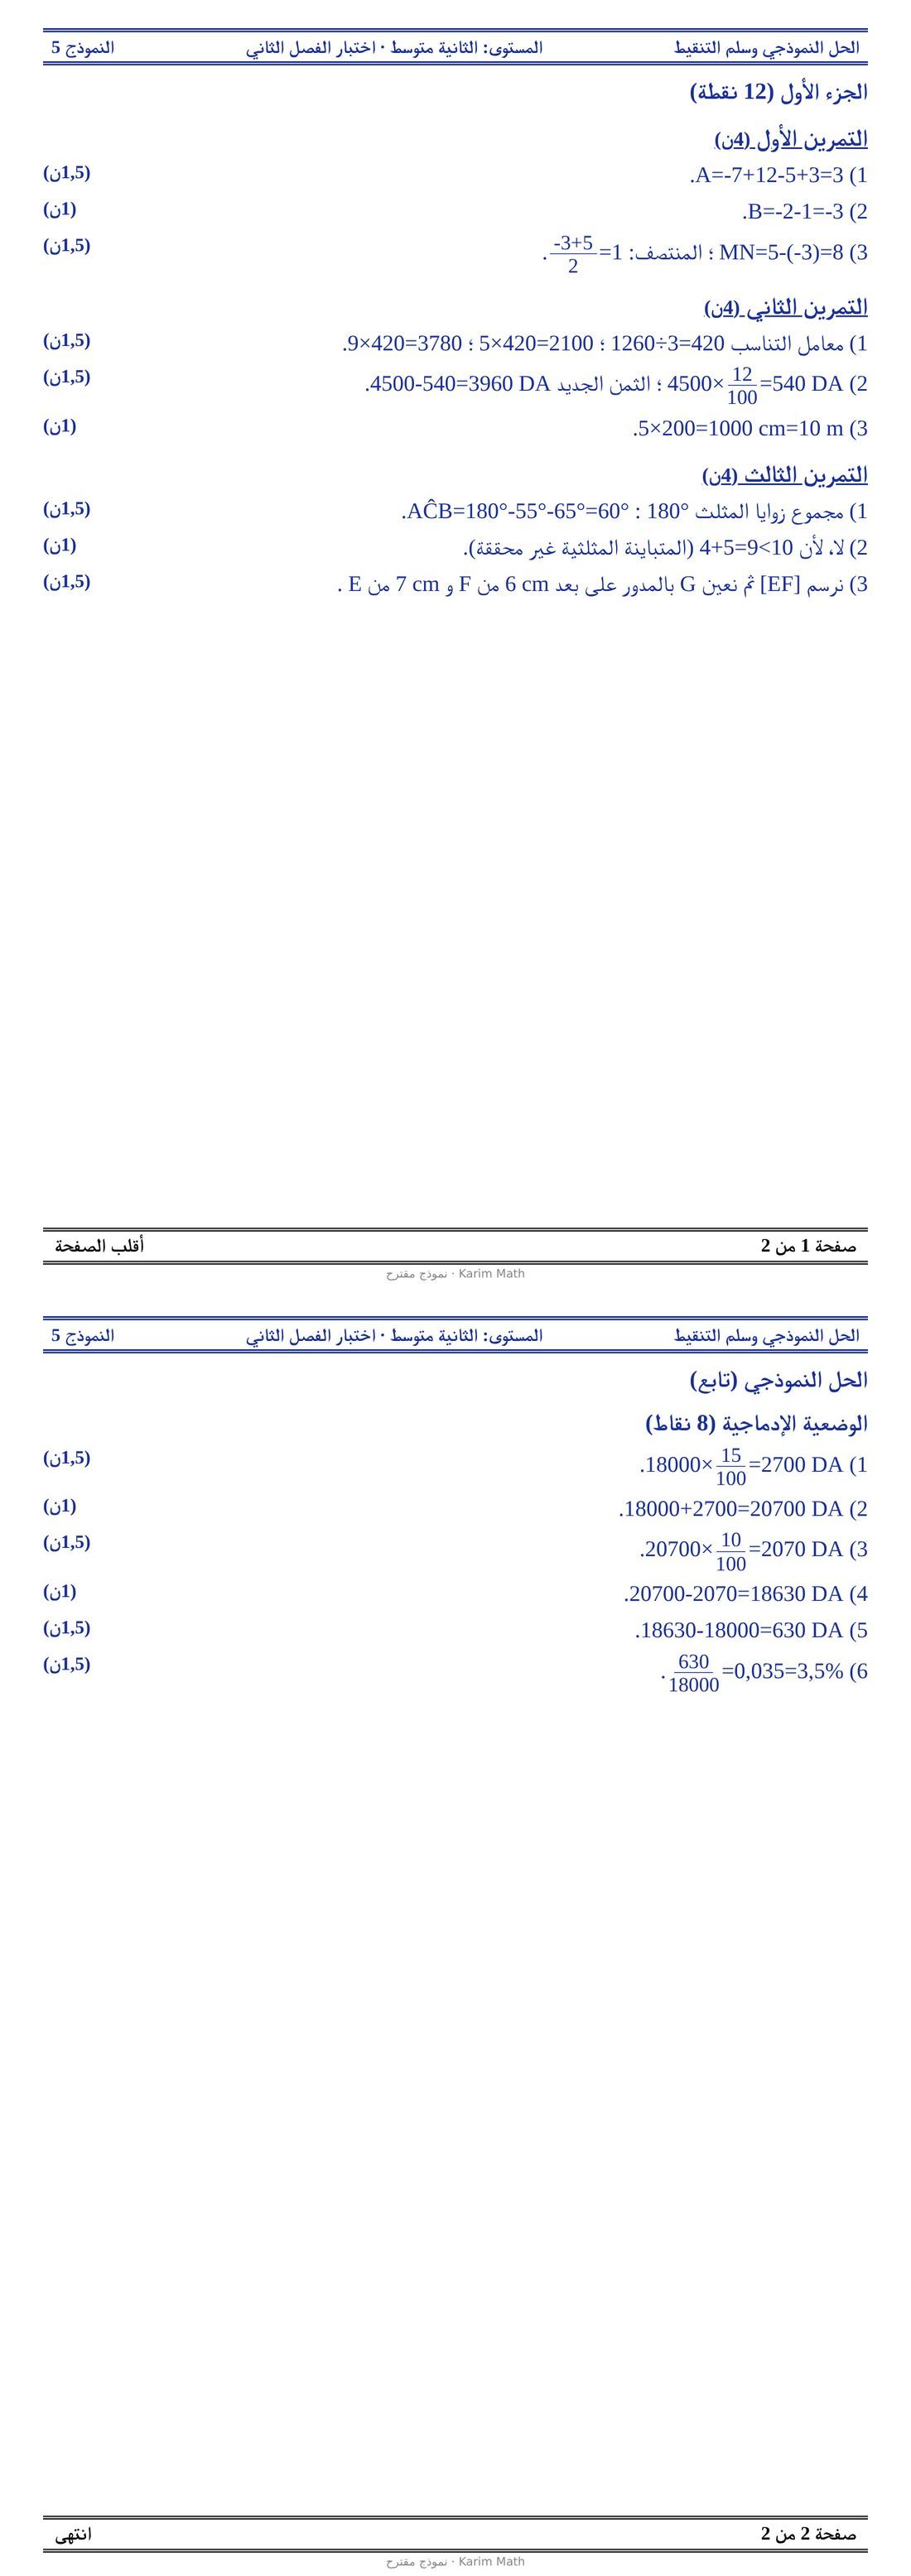 الحل النموذجي وسلم التنقيط المستوى: الثانية متوسط · اختبار الفصل الثاني النموذج 5
الجزء الأول (12 نقطة)
التمرين الأول (4ن)
1) A=-7+12-5+3=3. (1,5ن)
2) B=-2-1=-3. (1ن)
3) MN=5-(-3)=8 ؛ المنتصف: \frac{-3+5}{2}=1. (1,5ن)
التمرين الثاني (4ن)
1) معامل التناسب 1260÷3=420 ؛ 5×420=2100 ؛ 9×420=3780. (1,5ن)
2) 4500×\frac{12}{100}=540 DA ؛ الثمن الجديد 4500-540=3960 DA. (1,5ن)
3) 5×200=1000 cm=10 m. (1ن)
التمرين الثالث (4ن)
1) مجموع زوايا المثلث 180° : AĈB=180°-55°-65°=60°. (1,5ن)
2) لا، لأن 4+5=9<10 (المتباينة المثلثية غير محققة). (1ن)
3) نرسم [EF] ثم نعين G بالمدور على بعد 6 cm من F و 7 cm من E . (1,5ن)
صفحة 1 من 2 أقلب الصفحة
Karim Math · نموذج مقترح
الحل النموذجي وسلم التنقيط المستوى: الثانية متوسط · اختبار الفصل الثاني النموذج 5
الحل النموذجي (تابع)
الوضعية الإدماجية (8 نقاط)
1) 18000×\frac{15}{100}=2700 DA. (1,5ن)
2) 18000+2700=20700 DA. (1ن)
3) 20700×\frac{10}{100}=2070 DA. (1,5ن)
4) 20700-2070=18630 DA. (1ن)
5) 18630-18000=630 DA. (1,5ن)
6) \frac{630}{18000}=0,035=3,5%. (1,5ن)
صفحة 2 من 2 انتهى
Karim Math · نموذج مقترح